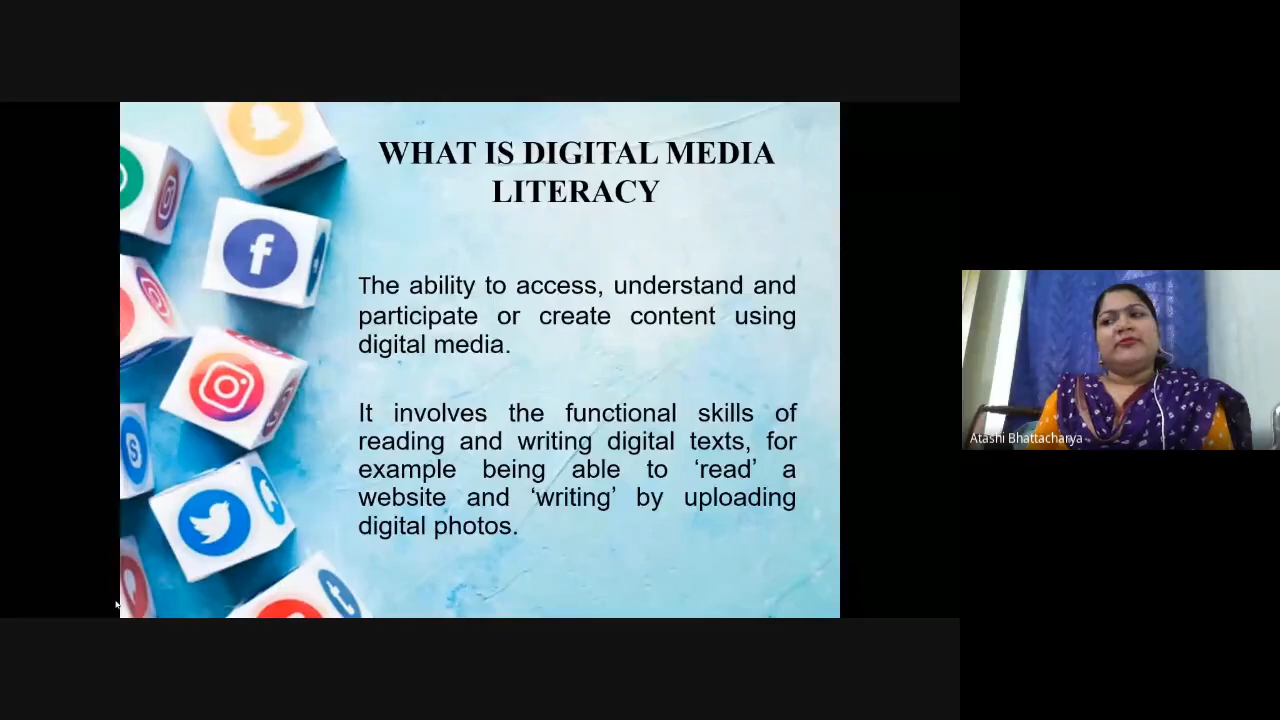 WHAT IS DIGITAL MEDIA
LITERACY
The ability to access, understand and
participate or create content using
digital media.
It involves the functional skills of
reading and writing digital texts, for
example being able to ‘read’ a
website and ‘writing’ by uploading
digital photos.
Atashi Bhattacharya